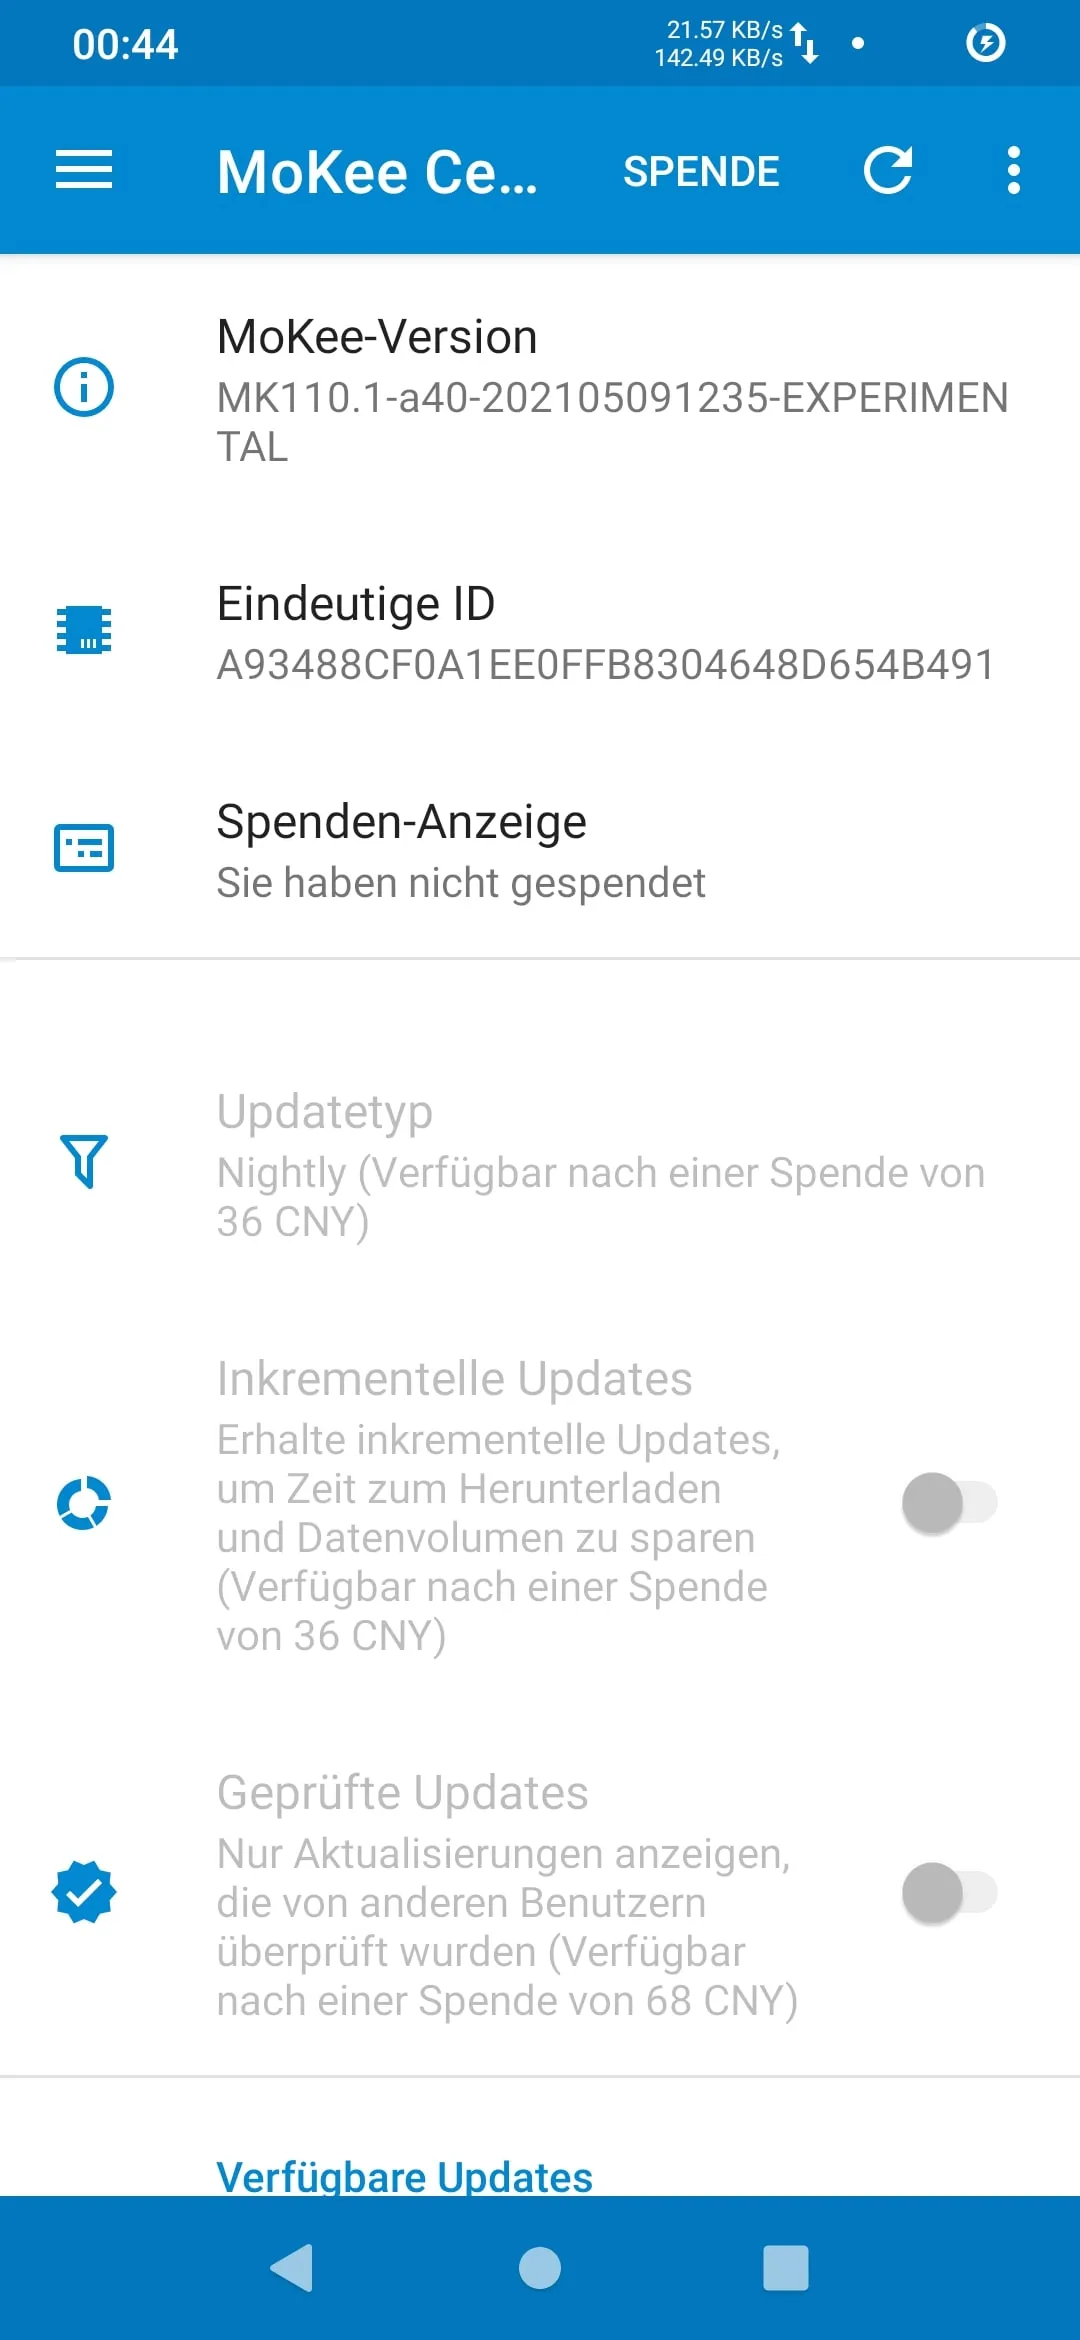 00:44
21.57 KB/s
142.49 KB/s
MoKee Ce...
SPENDE
MoKee-Version
MK110.1-a40-202105091235-EXPERIMEN
TAL
Eindeutige ID
A93488CF0A1EE0FFB8304648D654B491
Spenden-Anzeige
Sie haben nicht gespendet
Updatetyp
Nightly (Verfügbar nach einer Spende von
36 CNY)
Inkrementelle Updates
Erhalte inkrementelle Updates,
um Zeit zum Herunterladen
und Datenvolumen zu sparen
(Verfügbar nach einer Spende
von 36 CNY)
Geprüfte Updates
Nur Aktualisierungen anzeigen,
die von anderen Benutzern
überprüft wurden (Verfügbar
nach einer Spende von 68 CNY)
Verfügbare Updates